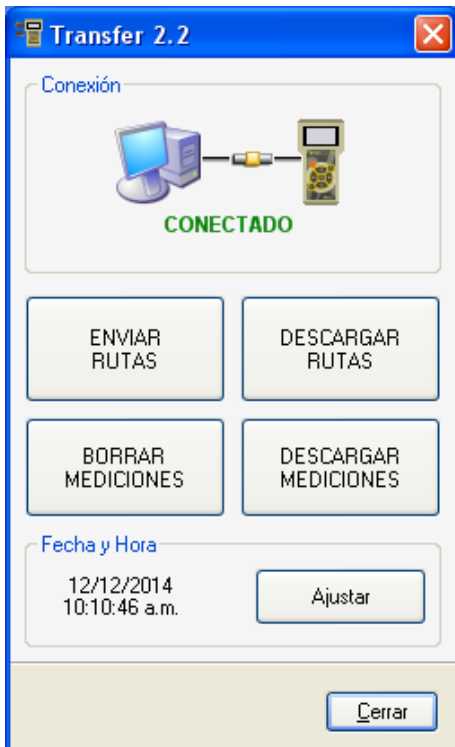 Transfer 2.2
Conexión
CONECTADO
ENVIAR
RUTAS
DESCARGAR
RUTAS
BORRAR
MEDICIONES
DESCARGAR
MEDICIONES
Fecha y Hora
12/12/2014
10:10:46 a.m.
Ajustar
Cerrar